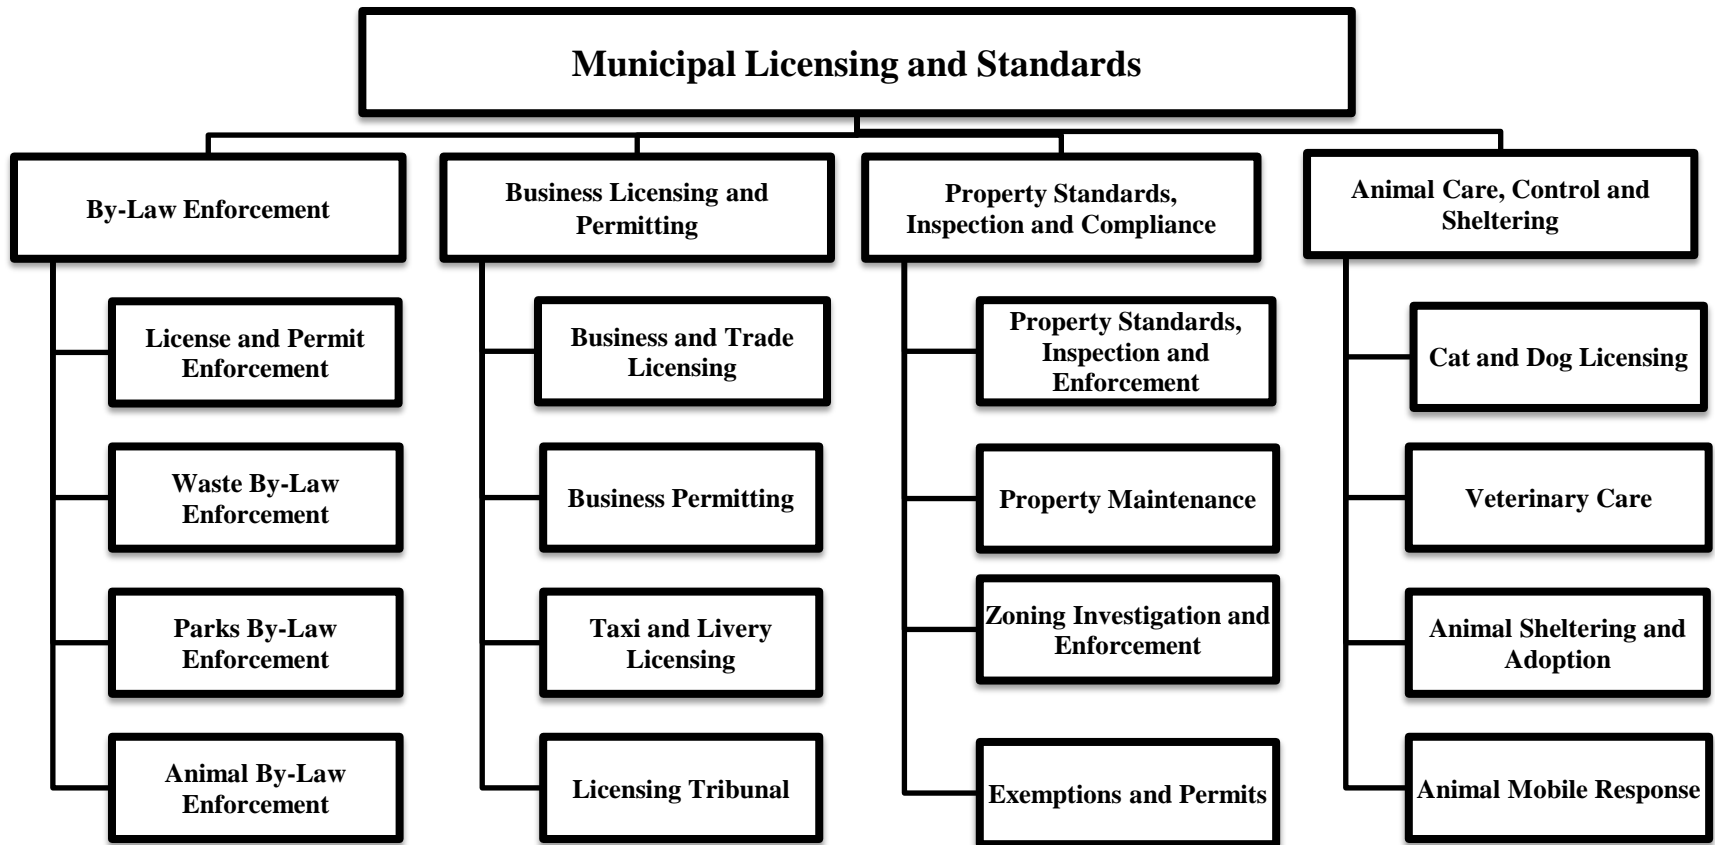 Municipal Licensing and Standards
By-Law Enforcement
License and Permit
Enforcement
Waste By-Law
Enforcement
Parks By-Law
Enforcement
Animal By-Law
Enforcement
Business Licensing and
Permitting
Business and Trade
Licensing
Business Permitting
Taxi and Livery
Licensing
Licensing Tribunal
Property Standards,
Inspection and Compliance
Property Standards,
Inspection and
Enforcement
Property Maintenance
Zoning Investigation and
Enforcement
Exemptions and Permits
Animal Care, Control and
Sheltering
Cat and Dog Licensing
Veterinary Care
Animal Sheltering and
Adoption
Animal Mobile Response